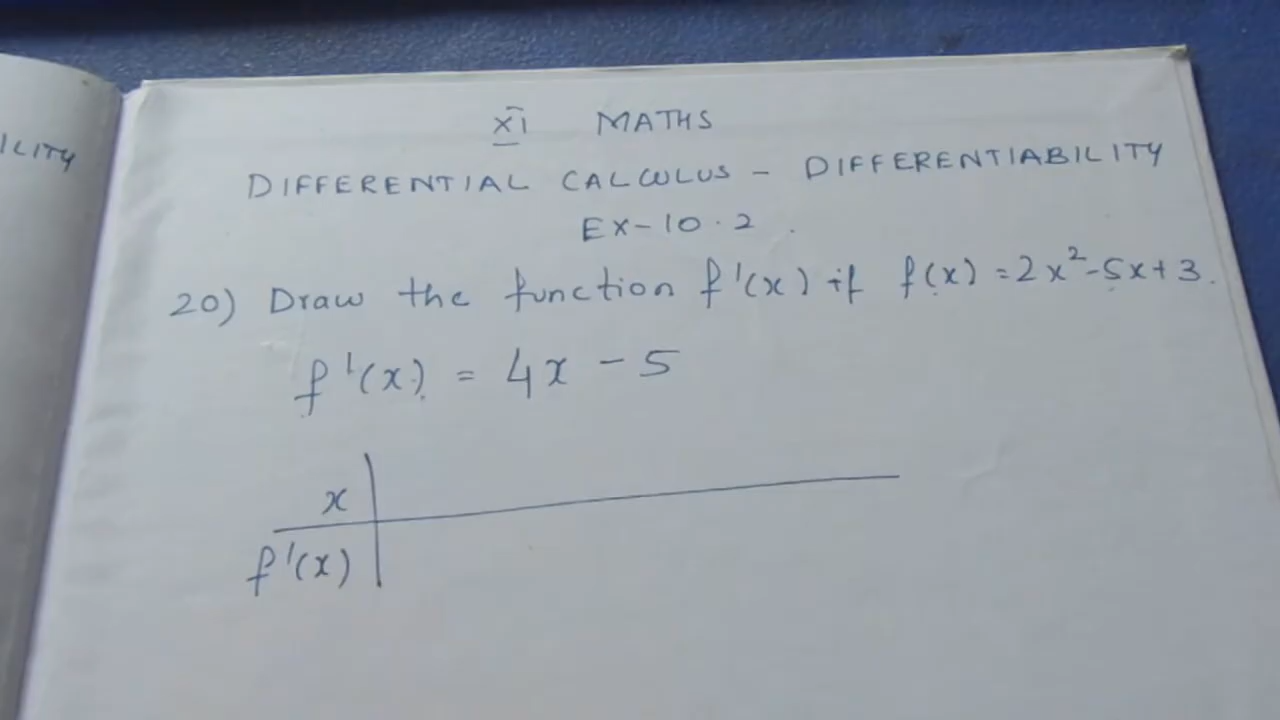 ILITY
XI MATHS
DIFFERENTIAL CALCULUS - DIFFERENTIABILITY
EX-10.2.
20) Draw the function f'(x) if f(x) = 2x²-5x+3.
f'(x) = 4x - 5
x
f'(x)